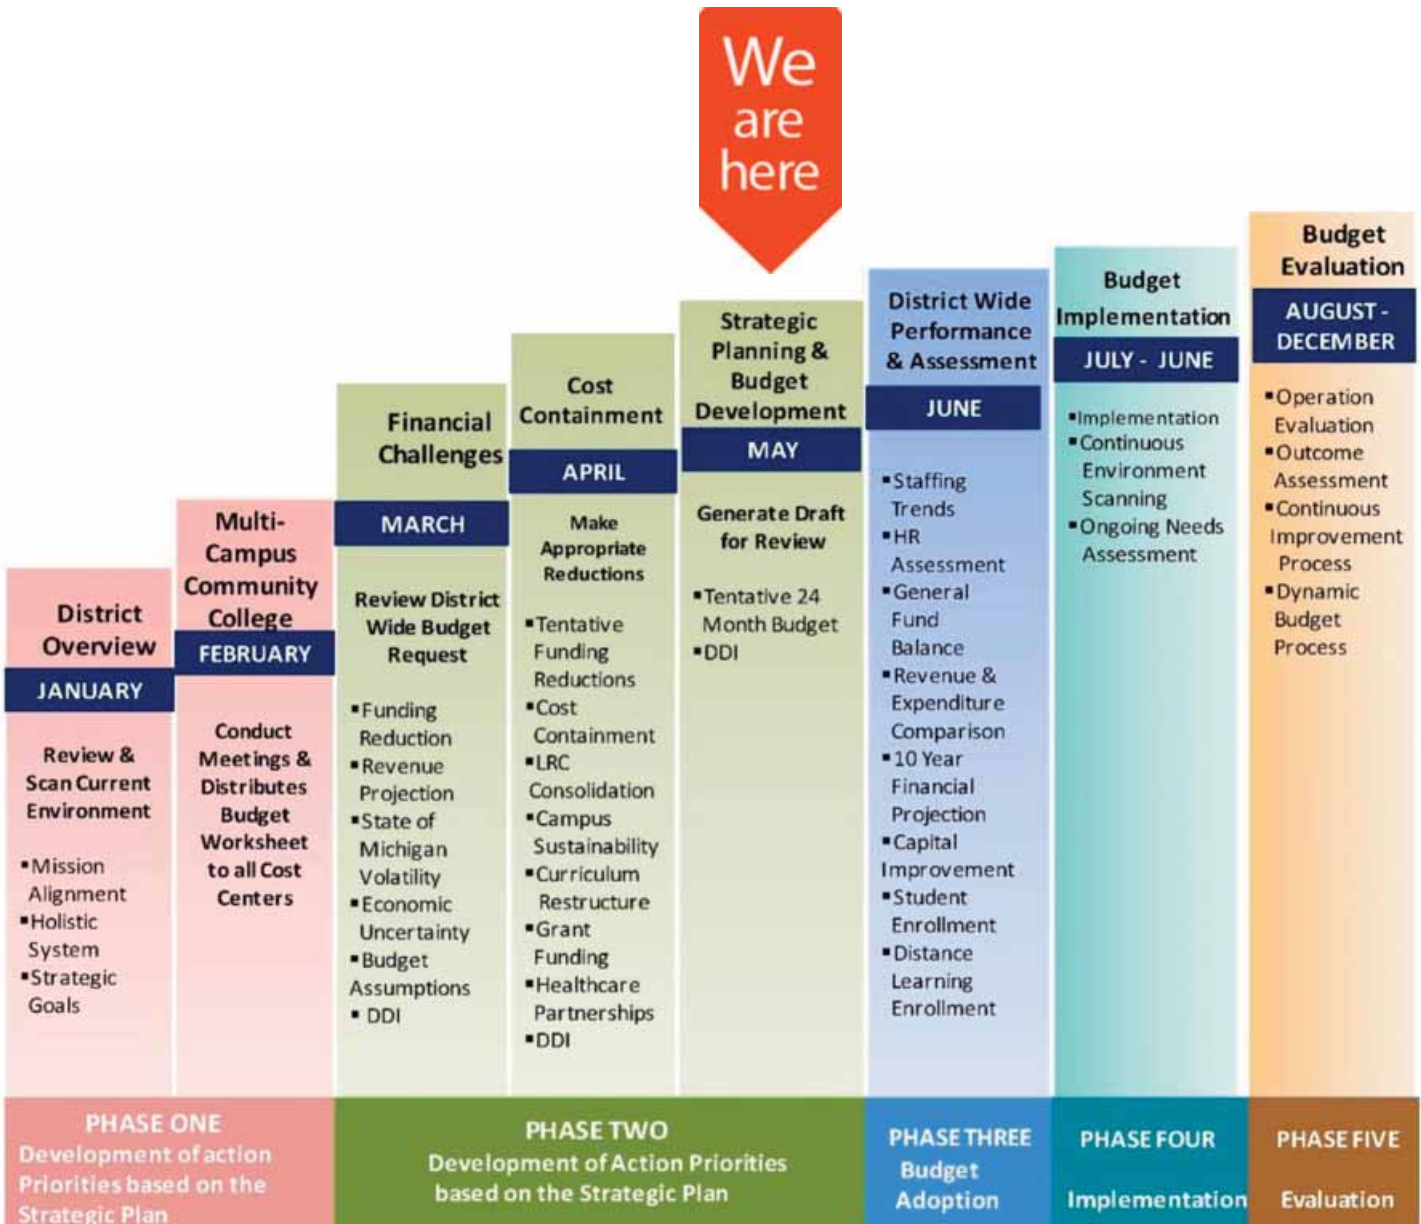 We
are
here
District
Overview
JANUARY
Review &
Scan Current
Environment
▪Mission
Alignment
▪Holistic
System
▪Strategic
Goals
Multi-
Campus
Community
College
FEBRUARY
Conduct
Meetings &
Distributes
Budget
Worksheet
to all Cost
Centers
Financial
Challenges
MARCH
Review District
Wide Budget
Request
▪Funding
Reduction
▪Revenue
Projection
▪State of
Michigan
Volatility
▪Economic
Uncertainty
▪Budget
Assumptions
▪ DDI
Cost
Containment
APRIL
Make
Appropriate
Reductions
▪Tentative
Funding
Reductions
▪Cost
Containment
▪LRC
Consolidation
▪Campus
Sustainability
▪Curriculum
Restructure
▪Grant
Funding
▪Healthcare
Partnerships
▪DDI
Strategic
Planning &
Budget
Development
MAY
Generate Draft
for Review
▪Tentative 24
Month Budget
▪DDI
District Wide
Performance
& Assessment
JUNE
▪Staffing
Trends
▪HR
Assessment
▪General
Fund
Balance
▪Revenue &
Expenditure
Comparison
▪10 Year
Financial
Projection
▪Capital
Improvement
▪Student
Enrollment
▪Distance
Learning
Enrollment
Budget
Implementation
JULY - JUNE
▪Implementation
▪Continuous
Environment
Scanning
▪Ongoing Needs
Assessment
Budget
Evaluation
AUGUST -
DECEMBER
▪Operation
Evaluation
▪Outcome
Assessment
▪Continuous
Improvement
Process
▪Dynamic
Budget
Process
PHASE ONE
Development of action
Priorities based on the
Strategic Plan
PHASE TWO
Development of Action Priorities
based on the Strategic Plan
PHASE THREE
Budget
Adoption
PHASE FOUR
Implementation
PHASE FIVE
Evaluation